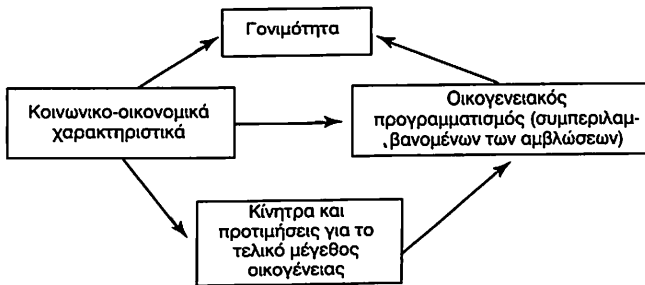 Γονιμότητα
Κοινωνικο-οικονομικά
χαρακτηριστικά
Οικογενειακός
προγραμματισμός (συμπεριλαμ-
βανομένων των αμβλώσεων)
Κίνητρα και
προτιμήσεις για το
τελικό μέγεθος
οικογένειας